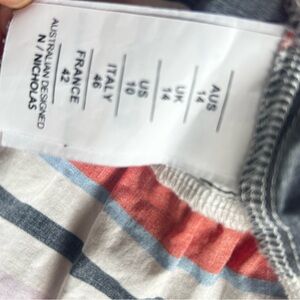 AUS
14
UK
14
US
10
ITALY
46
FRANCE
42
AUSTRALIAN DESIGNED
N / NICHOLAS